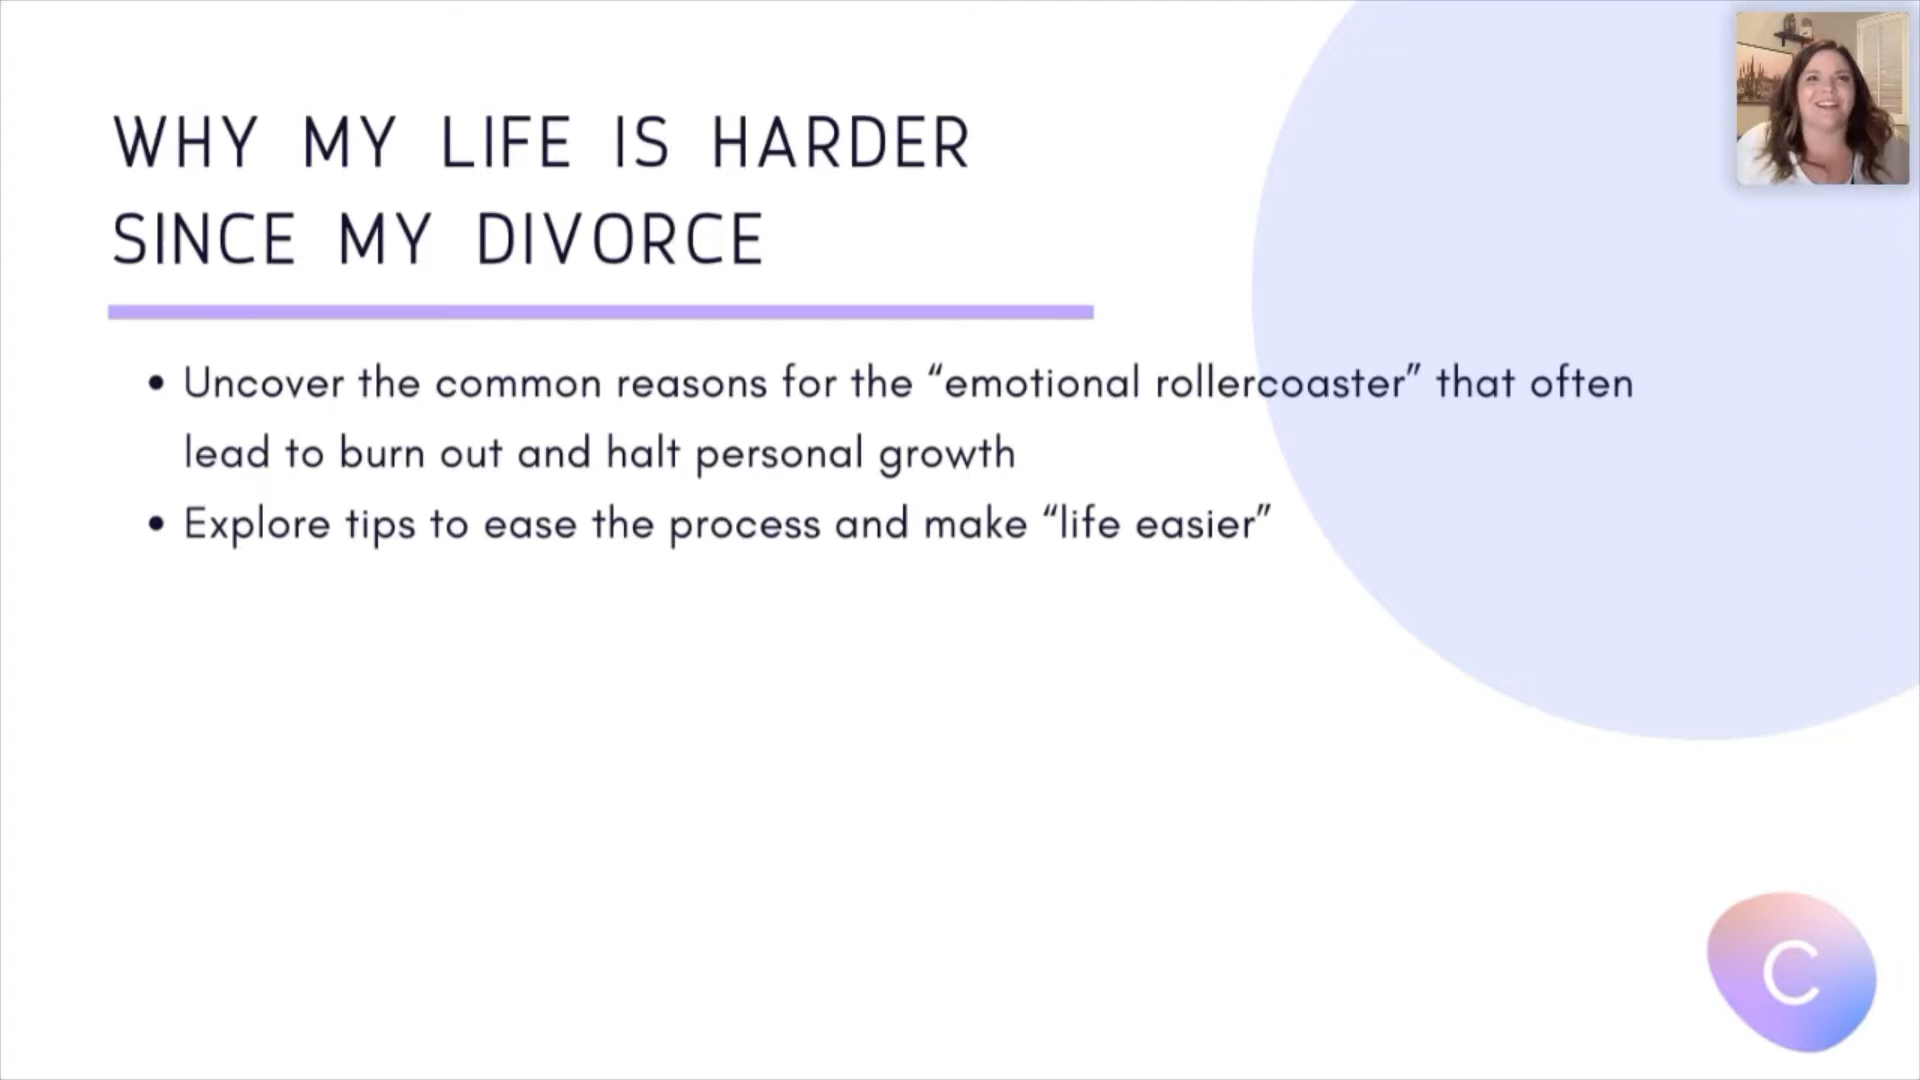 WHY MY LIFE IS HARDER
SINCE MY DIVORCE
• Uncover the common reasons for the “emotional rollercoaster” that often
lead to burn out and halt personal growth
• Explore tips to ease the process and make “life easier”
C